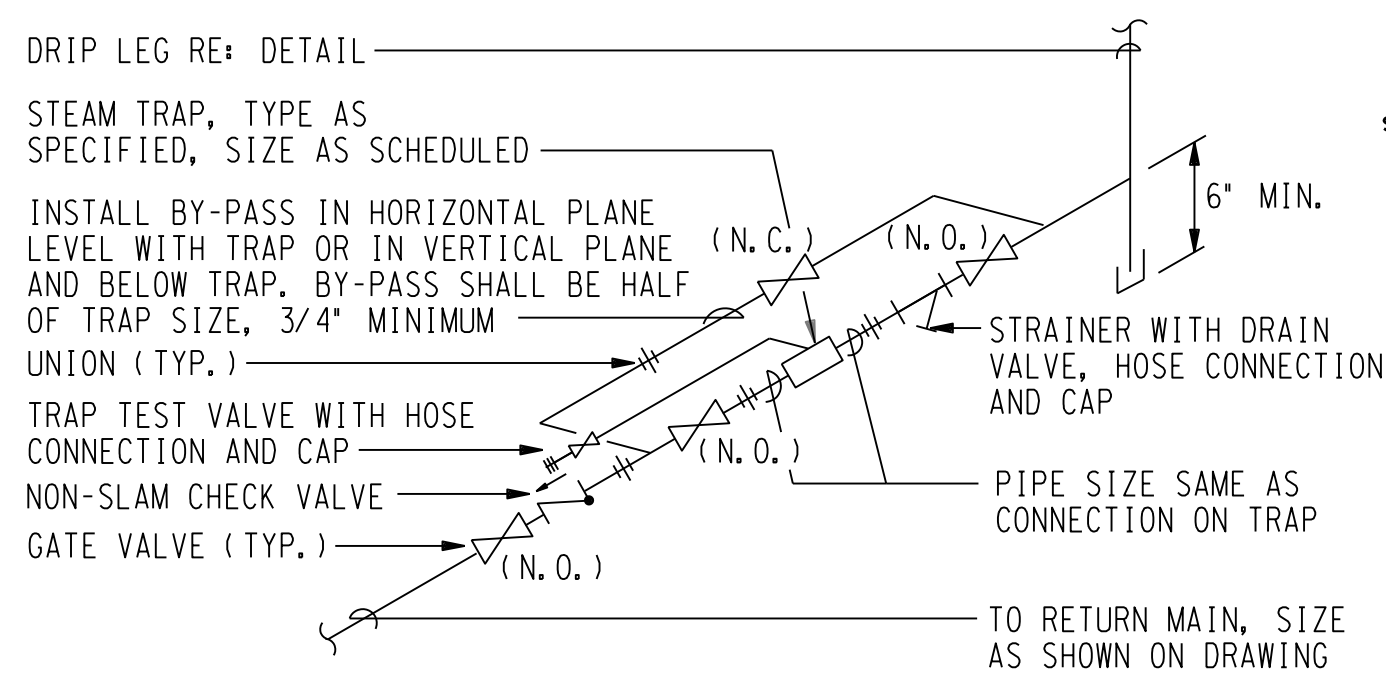 DRIP LEG RE: DETAIL
STEAM TRAP, TYPE AS
SPECIFIED, SIZE AS SCHEDULED
INSTALL BY-PASS IN HORIZONTAL PLANE
LEVEL WITH TRAP OR IN VERTICAL PLANE
AND BELOW TRAP. BY-PASS SHALL BE HALF
OF TRAP SIZE, 3/4" MINIMUM
UNION (TYP.)
TRAP TEST VALVE WITH HOSE
CONNECTION AND CAP
NON-SLAM CHECK VALVE
GATE VALVE (TYP.)
(N.C.)
(N.O.)
(N.O.)
(N.O.)
6" MIN.
STRAINER WITH DRAIN
VALVE, HOSE CONNECTION
AND CAP
PIPE SIZE SAME AS
CONNECTION ON TRAP
TO RETURN MAIN, SIZE
AS SHOWN ON DRAWING